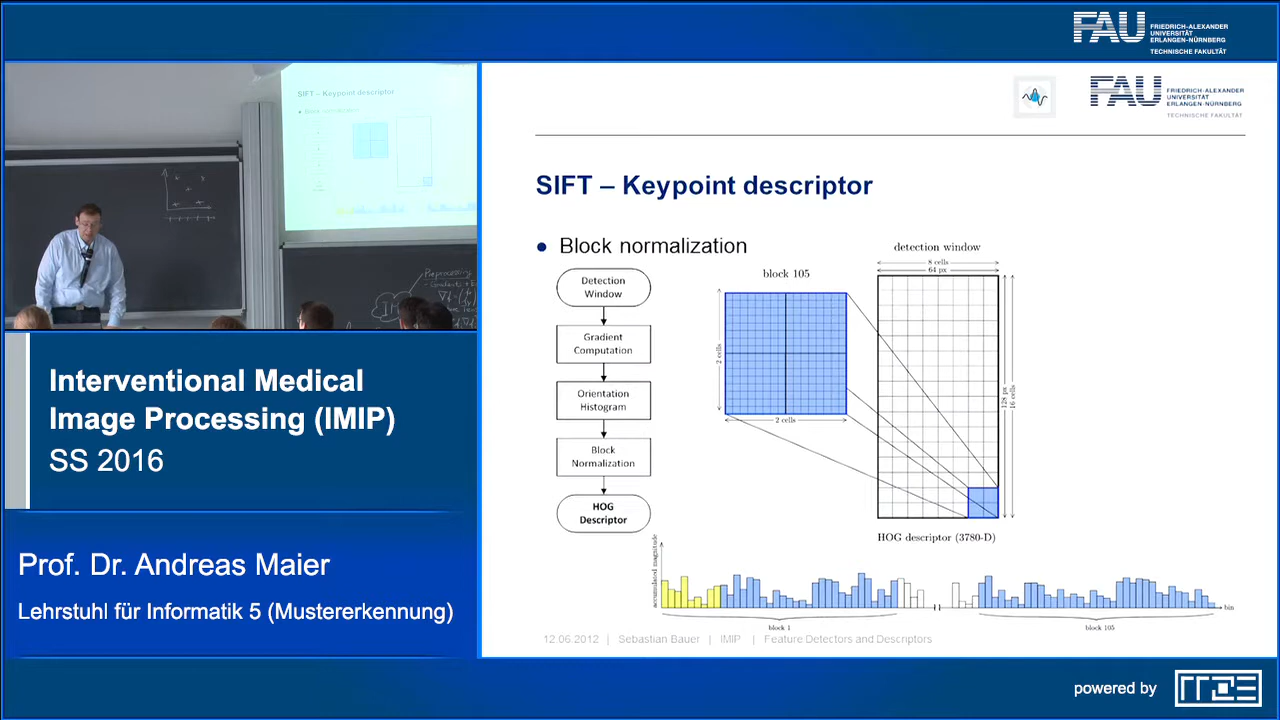 FAU FRIEDRICH-ALEXANDER
UNIVERSITÄT
ERLANGEN-NÜRNBERG
TECHNISCHE FAKULTÄT
SIFT – Keypoint descriptor
Interventional Medical
Image Processing (IMIP)
SS 2016
Prof. Dr. Andreas Maier
Lehrstuhl für Informatik 5 (Mustererkennung)
FAU FRIEDRICH-ALEXANDER
UNIVERSITÄT
ERLANGEN-NÜRNBERG
TECHNISCHE FAKULTÄT
SIFT – Keypoint descriptor
• Block normalization
Detection
Window
Gradient
Computation
Orientation
Histogram
Block
Normalization
HOG
Descriptor
block 105
2 cells
2 cells
detection window
8 cells
64 px
128 px
16 cells
HOG descriptor (3780-D)
accumulated magnitude
bin
block 1
block 105
12.06.2012 | Sebastian Bauer | IMIP | Feature Detectors and Descriptors
powered by
RRZE